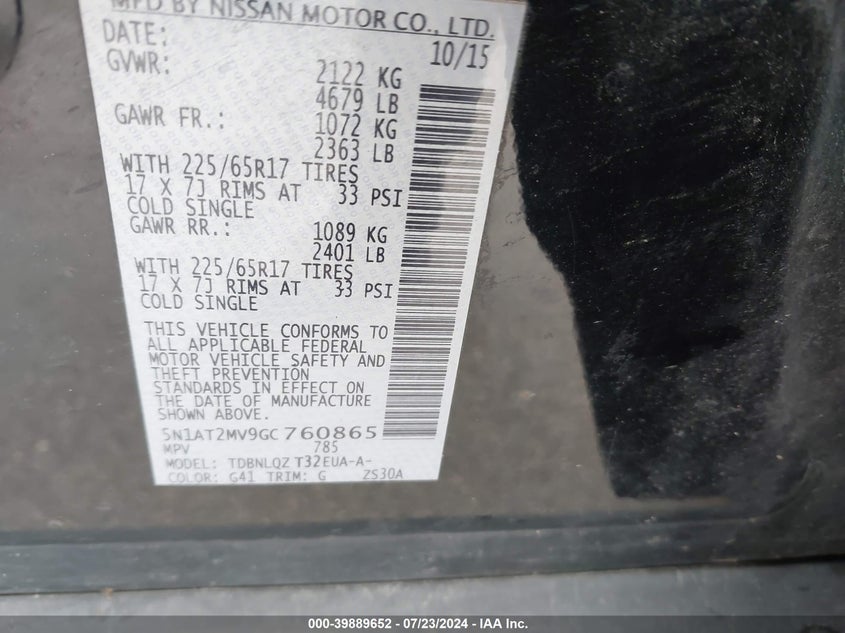 MFD BY NISSAN MOTOR CO., LTD.
DATE: 10/15
GVWR: 2122 KG
4679 LB
GAWR FR.: 1072 KG
2363 LB
WITH 225/65R17 TIRES
17 X 7J RIMS AT 33 PSI
COLD SINGLE
GAWR RR.: 1089 KG
2401 LB
WITH 225/65R17 TIRES
17 X 7J RIMS AT 33 PSI
COLD SINGLE
THIS VEHICLE CONFORMS TO
ALL APPLICABLE FEDERAL
MOTOR VEHICLE SAFETY AND
THEFT PREVENTION
STANDARDS IN EFFECT ON
THE DATE OF MANUFACTURE
SHOWN ABOVE.
5N1AT2MV9GC760865
MPV 785
MODEL: TDBNLQZ T32EUA-A-
COLOR: G41 TRIM: G ZS30A
000-39889652 / 07/23/2024 - IAA Inc.